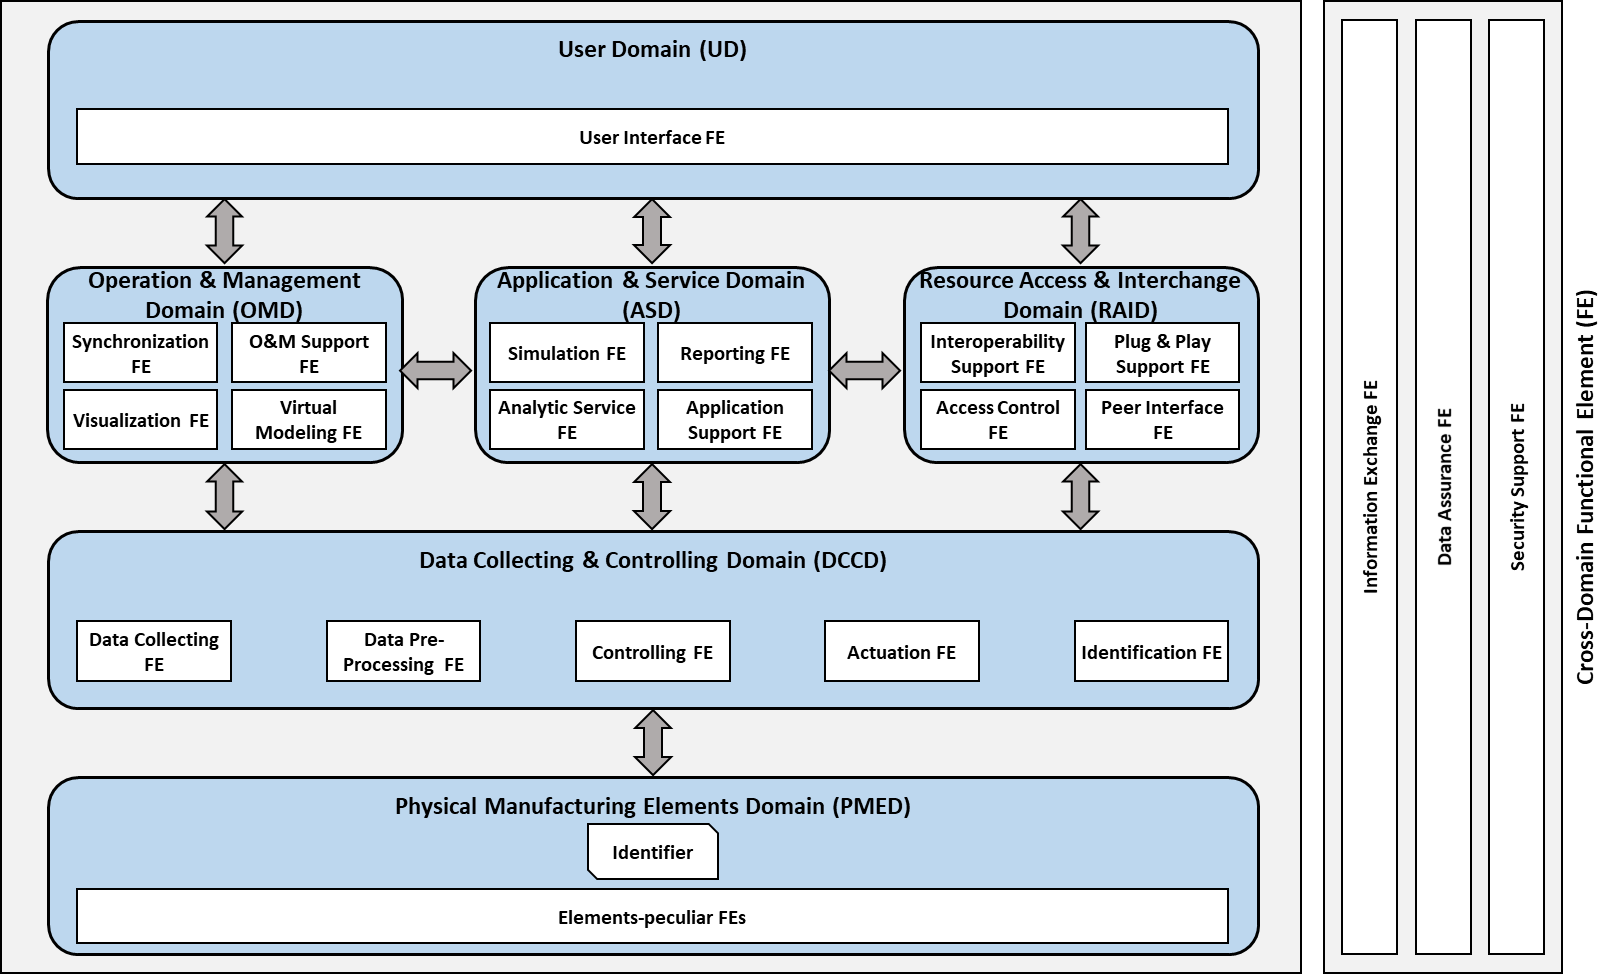 User Domain (UD)
User Interface FE
Operation & Management
Domain (OMD)
Synchronization
FE
O&M Support
FE
Visualization FE
Virtual
Modeling FE
Application & Service Domain
(ASD)
Simulation FE
Reporting FE
Analytic Service
FE
Application
Support FE
Resource Access & Interchange
Domain (RAID)
Interoperability
Support FE
Plug & Play
Support FE
Access Control
FE
Peer Interface
FE
Data Collecting & Controlling Domain (DCCD)
Data Collecting
FE
Data Pre-
Processing FE
Controlling FE
Actuation FE
Identification FE
Physical Manufacturing Elements Domain (PMED)
Identifier
Elements-peculiar FEs
Information Exchange FE
Data Assurance FE
Security Support FE
Cross-Domain Functional Element (FE)